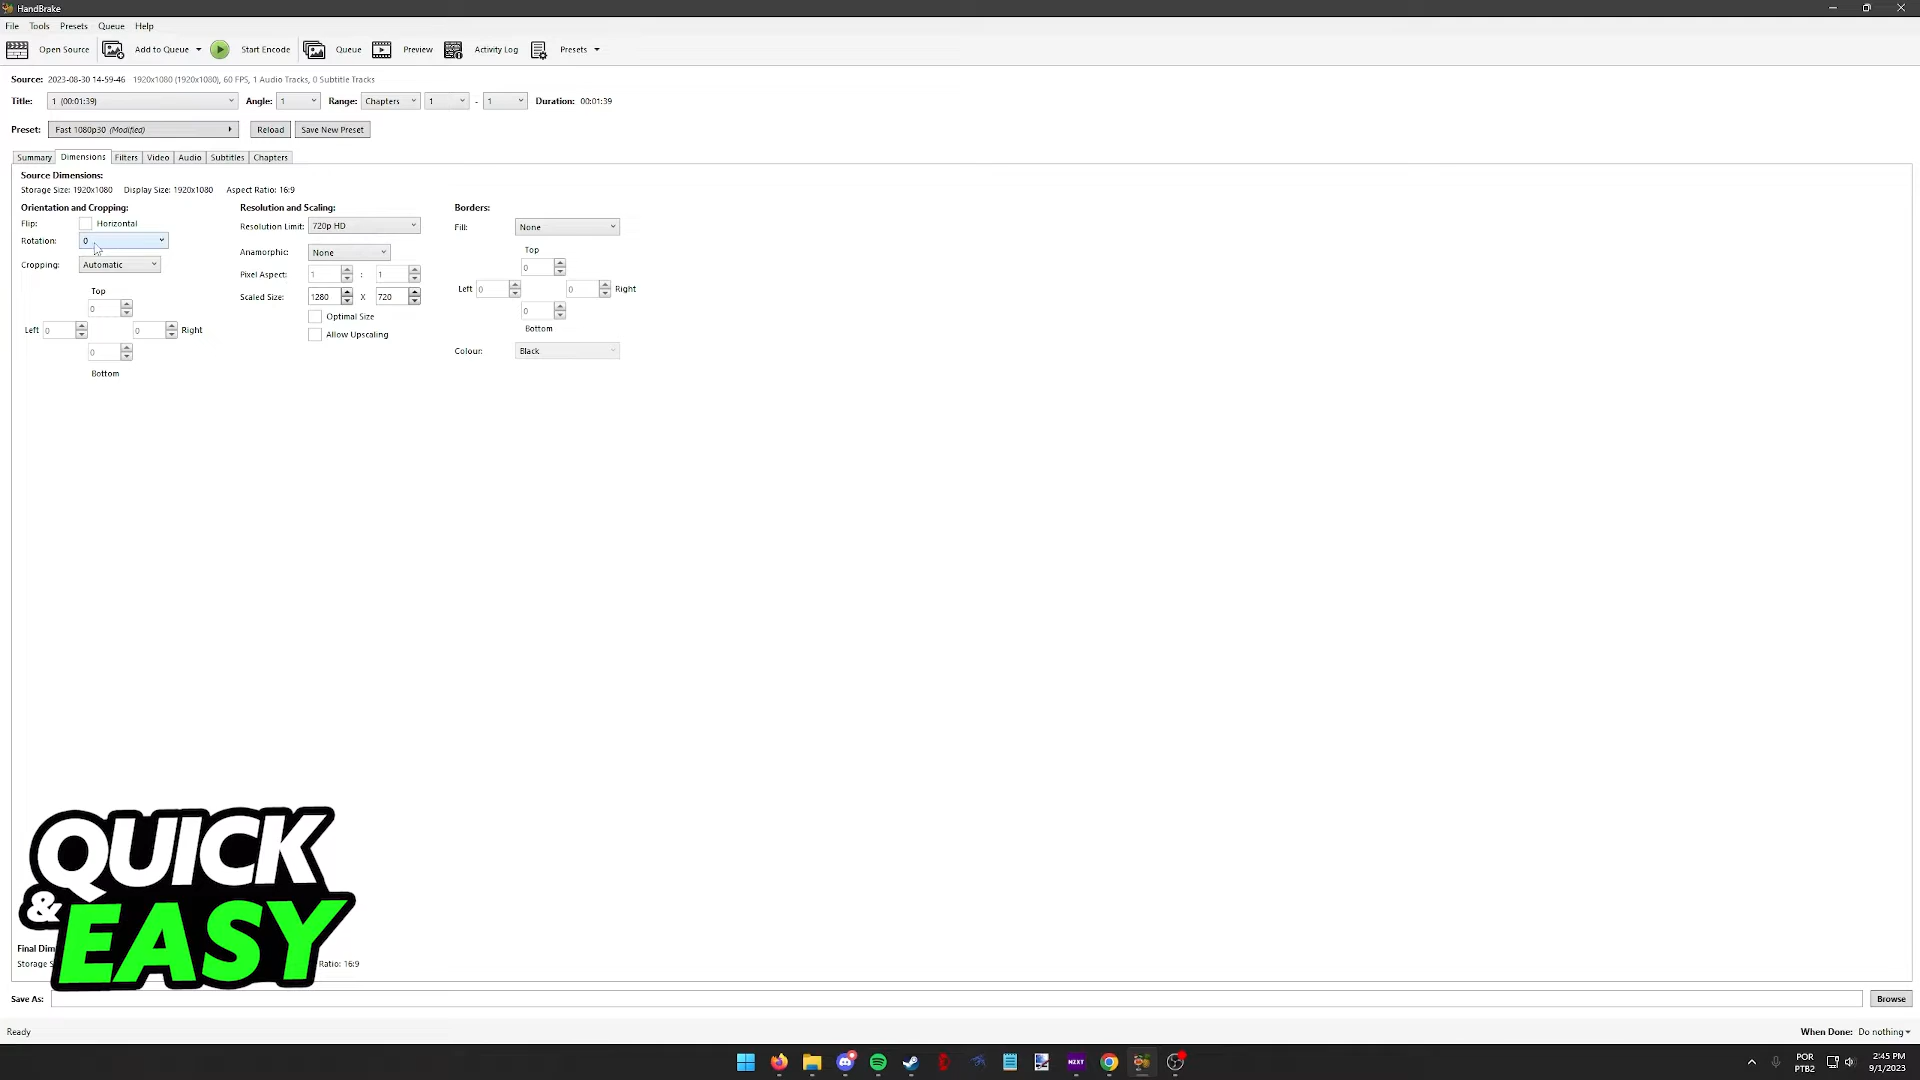 HandBrake
File Tools Presets Queue Help
Open Source Add to Queue Start Encode Queue Preview Activity Log Presets
Source: 2023-08-30 14-59-46 1920x1080 (1920x1080), 60 FPS, 1 Audio Tracks, 0 Subtitle Tracks
Title: 1 (00:01:39) Angle: 1 Range: Chapters 1 - 1 Duration: 00:01:39
Preset: Fast 1080p30 (Modified) Reload Save New Preset
Summary Dimensions Filters Video Audio Subtitles Chapters
Source Dimensions:
Storage Size: 1920x1080 Display Size: 1920x1080 Aspect Ratio: 16:9
Orientation and Cropping:
Flip: Horizontal
Rotation: 0
Cropping: Automatic
Top
0
Left 0 0 Right
0
Bottom
Resolution and Scaling:
Resolution Limit: 720p HD
Anamorphic: None
Pixel Aspect: 1 : 1
Scaled Size: 1280 X 720
Optimal Size
Allow Upscaling
Borders:
Fill: None
Top
0
Left 0 0 Right
0
Bottom
Colour: Black
QUICK
& EASY
Final Dim
Storage S Ratio: 16:9
Save As: Browse
Ready When Done: Do nothing
NZXT
POR
PTB2
2:45 PM
9/1/2023